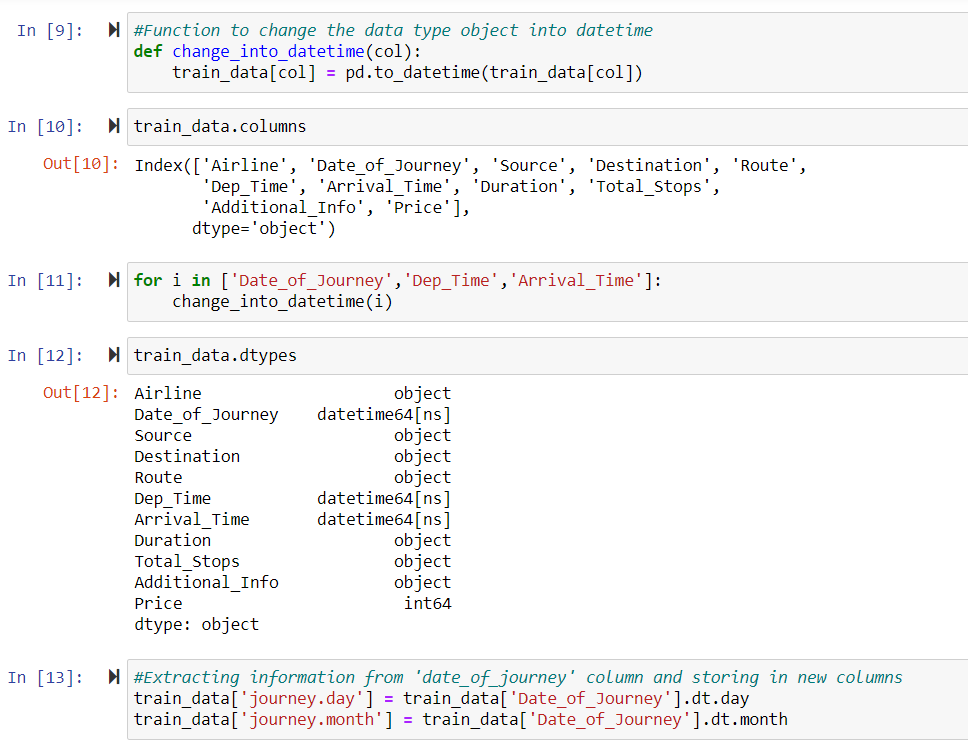 In [9]: #Function to change the data type object into datetime
def change_into_datetime(col):
    train_data[col] = pd.to_datetime(train_data[col])
In [10]: train_data.columns
Out[10]: Index(['Airline', 'Date_of_Journey', 'Source', 'Destination', 'Route',
       'Dep_Time', 'Arrival_Time', 'Duration', 'Total_Stops',
       'Additional_Info', 'Price'],
      dtype='object')
In [11]: for i in ['Date_of_Journey','Dep_Time','Arrival_Time']:
    change_into_datetime(i)
In [12]: train_data.dtypes
Out[12]: Airline                    object
Date_of_Journey    datetime64[ns]
Source                     object
Destination                object
Route                      object
Dep_Time           datetime64[ns]
Arrival_Time       datetime64[ns]
Duration                   object
Total_Stops                object
Additional_Info            object
Price                       int64
dtype: object
In [13]: #Extracting information from 'date_of_journey' column and storing in new columns
train_data['journey.day'] = train_data['Date_of_Journey'].dt.day
train_data['journey.month'] = train_data['Date_of_Journey'].dt.month